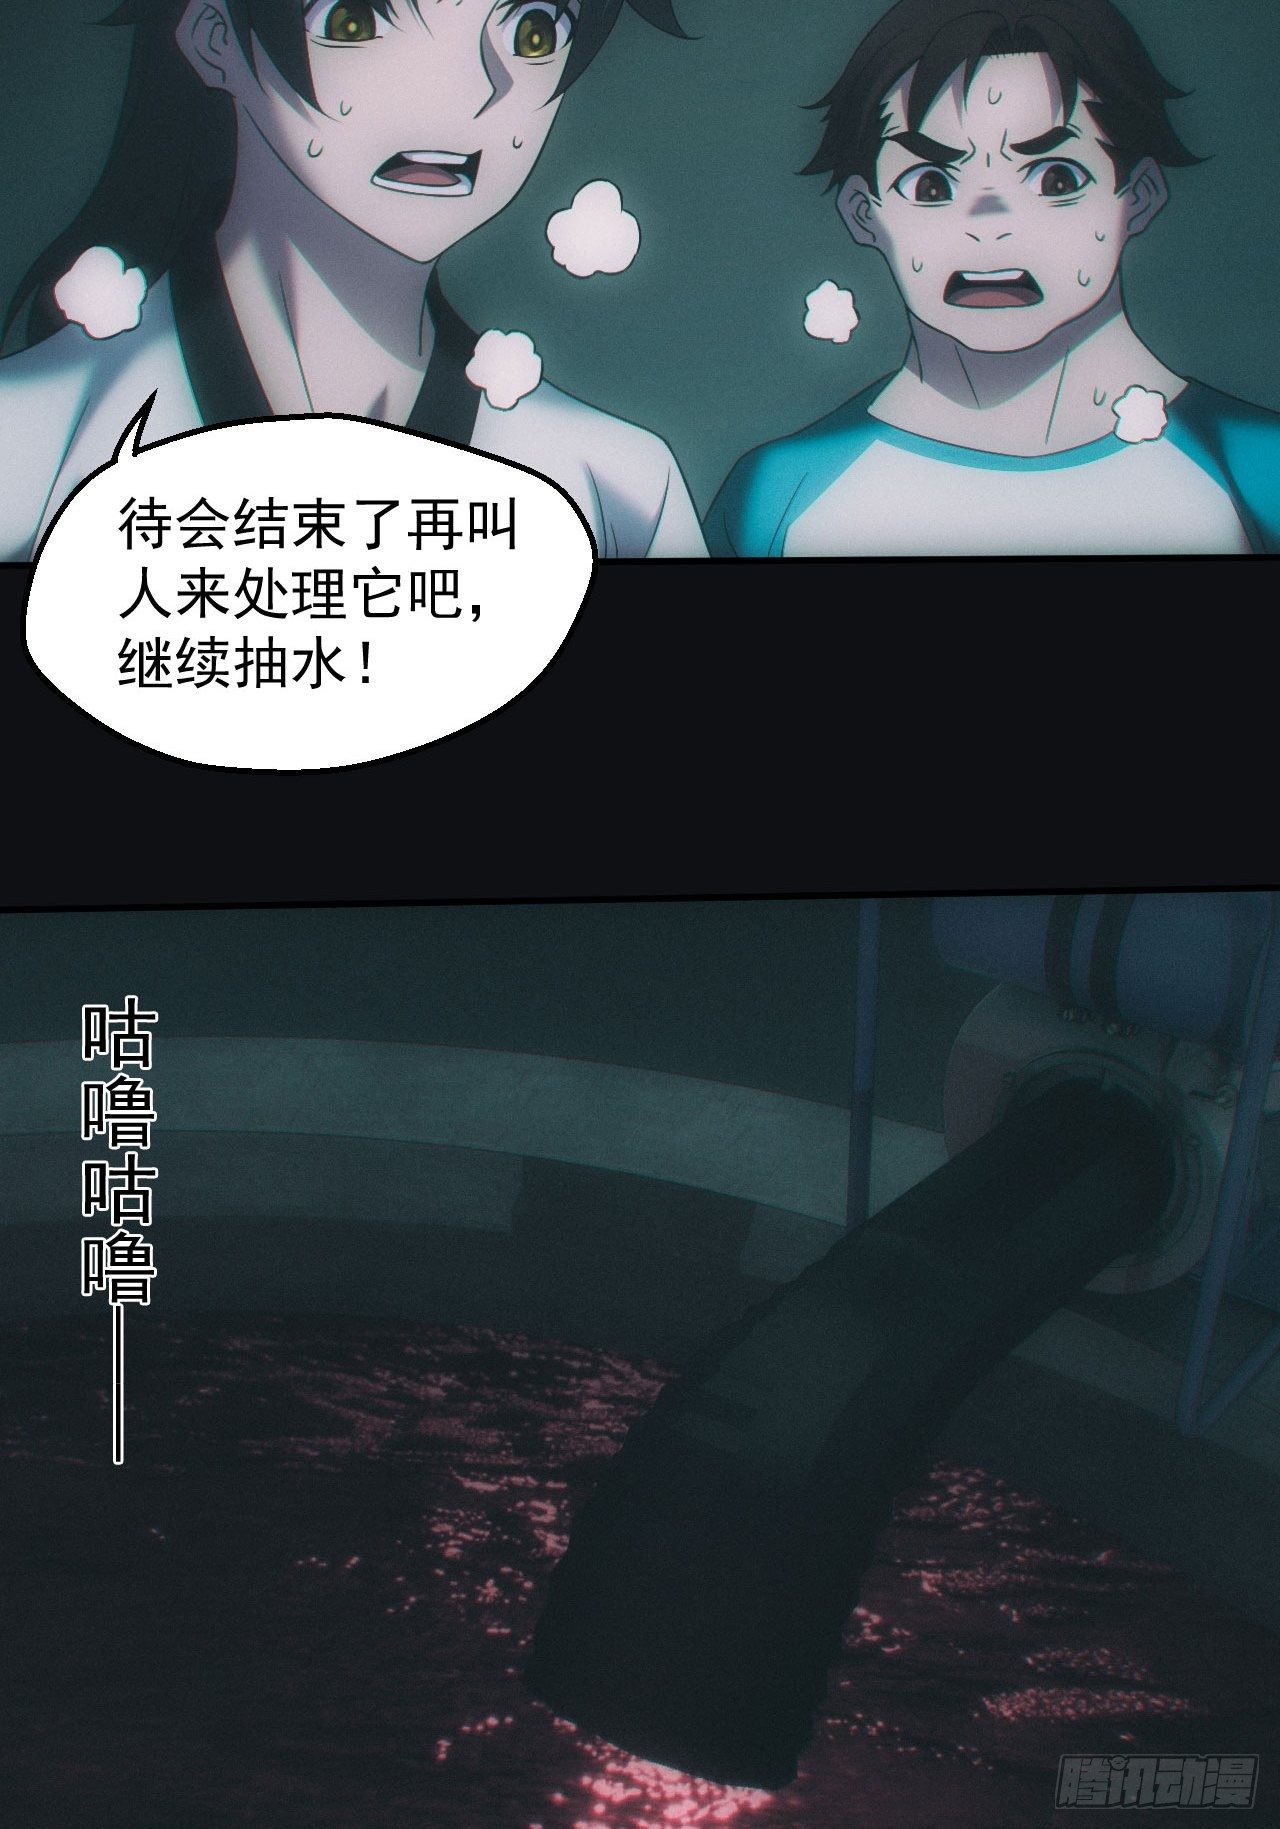 待会结束了再叫
人来处理它吧，
继续抽水！
咕噜咕噜——
腾讯动漫